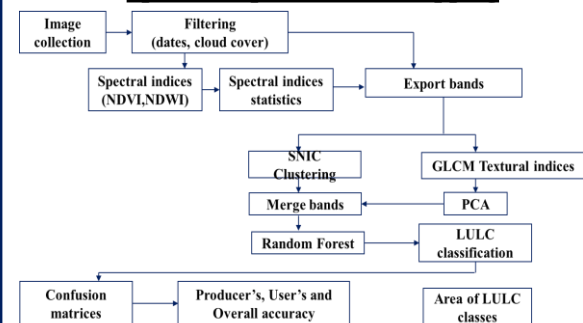 Image
collection
Filtering
(dates, cloud cover)
Spectral indices
(NDVI,NDWI)
Spectral indices
statistics
Export bands
SNIC
Clustering
GLCM Textural indices
Merge bands
PCA
Random Forest
LULC
classification
Confusion
matrices
Producer's, User's and
Overall accuracy
Area of LULC
classes